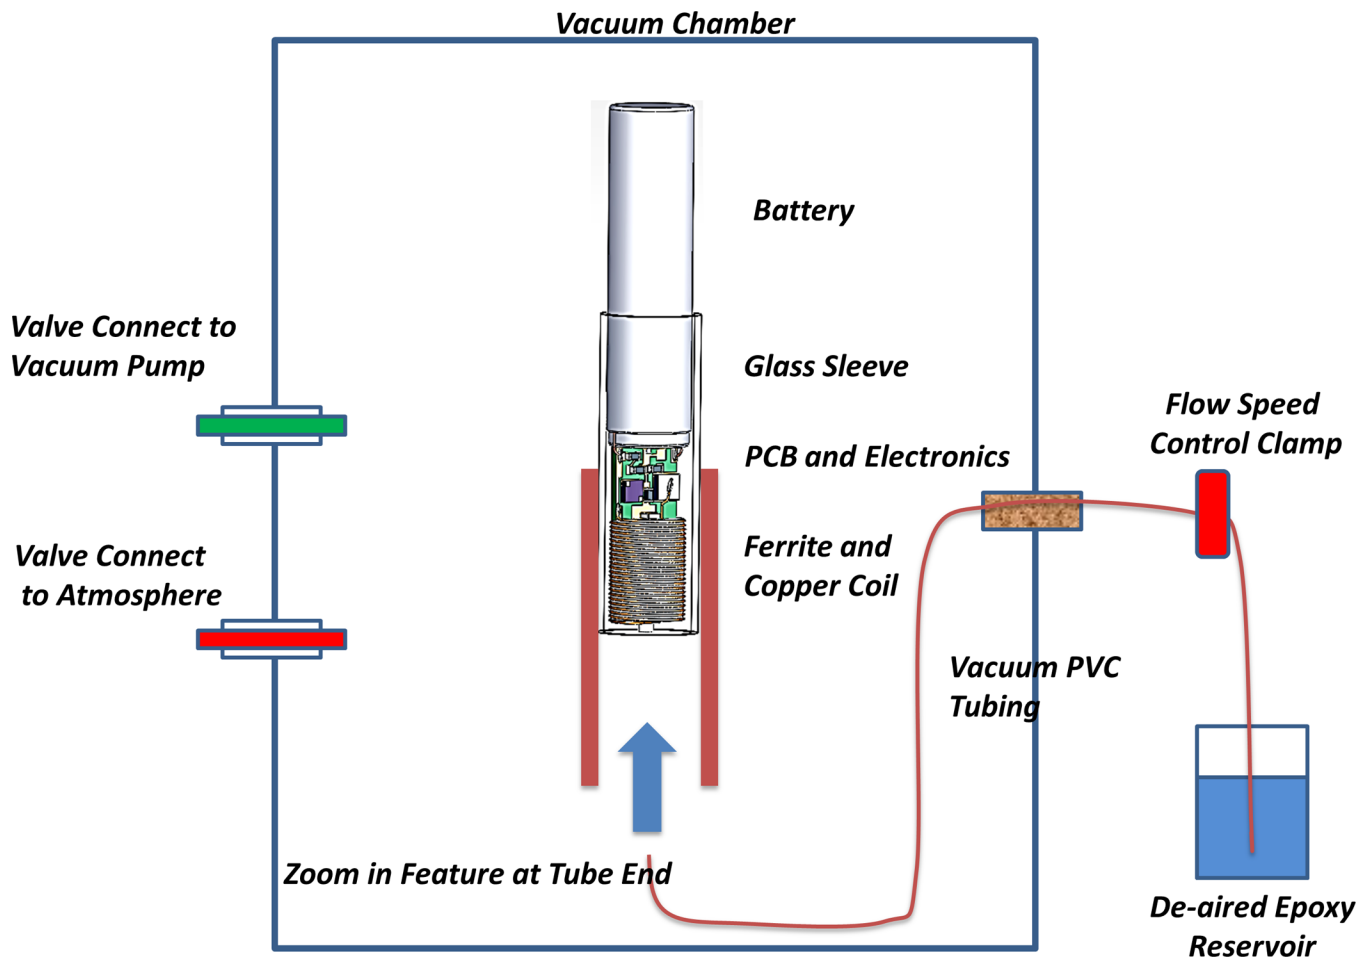 Vacuum Chamber
Battery
Valve Connect to
Vacuum Pump
Glass Sleeve
Flow Speed
Control Clamp
PCB and Electronics
Valve Connect
to Atmosphere
Ferrite and
Copper Coil
Vacuum PVC
Tubing
Zoom in Feature at Tube End
De-aired Epoxy
Reservoir